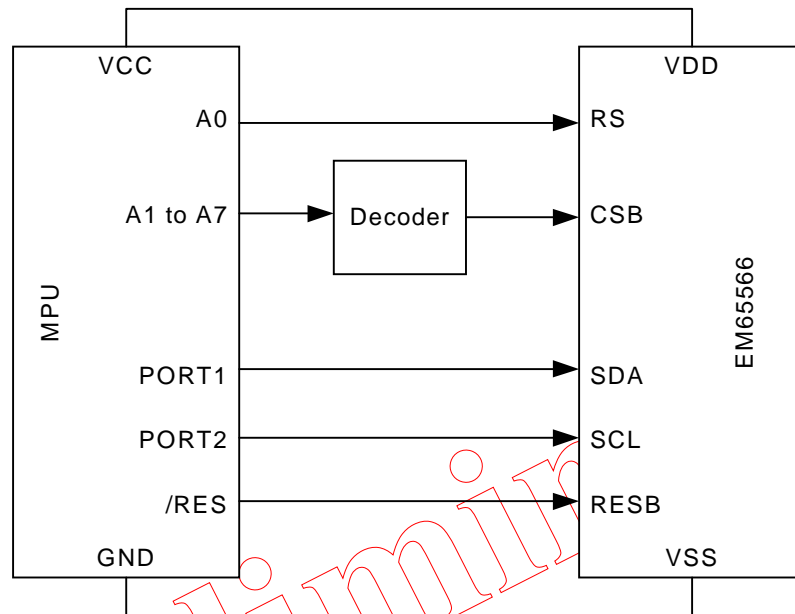 VCC
VDD
A0
RS
A1 to A7
Decoder
CSB
MPU
EM65566
PORT1
SDA
PORT2
SCL
/RES
RESB
GND
VSS
limin